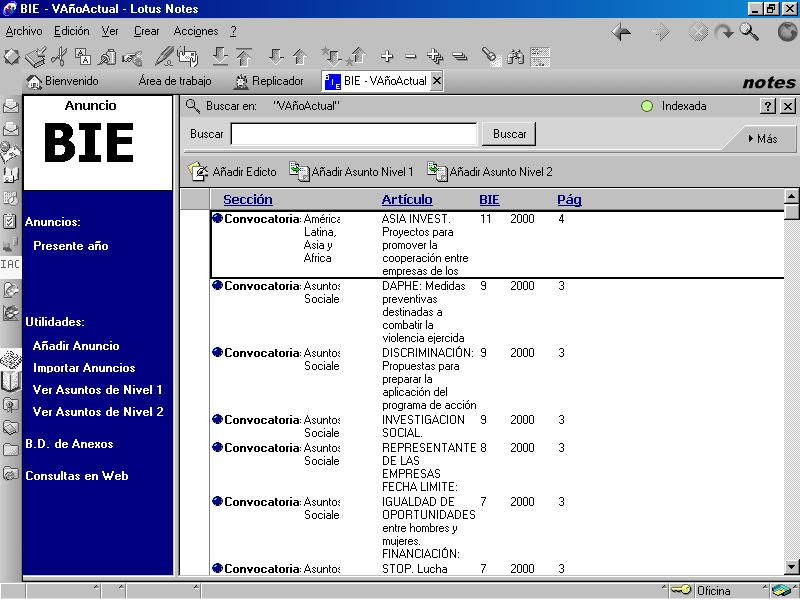 BIE - VAñoActual - Lotus Notes
Archivo Edición Ver Crear Acciones ?
Bienvenido Área de trabajo Replicador BIE - VAñoActual notes
Anuncio
BIE
Buscar en: "VAñoActual" Indexada ?
Buscar Buscar Más
Añadir Edicto Añadir Asunto Nivel 1 Añadir Asunto Nivel 2
Anuncios:
Presente año
IAC
Utilidades:
Añadir Anuncio
Importar Anuncios
Ver Asuntos de Nivel 1
Ver Asuntos de Nivel 2
B.D. de Anexos
Consultas en Web
Sección Artículo BIE Pág
Convocatoria: América ASIA INVEST. 11 2000 4
Latina, Proyectos para
Asia y promover la
Africa cooperación entre
empresas de los
Convocatoria: Asuntos DAPHE: Medidas 9 2000 3
Sociale preventivas
destinadas a
combatir la
violencia ejercida
Convocatoria: Asuntos DISCRIMINACIÓN: 9 2000 3
Sociale Propuestas para
preparar la
aplicación del
programa de acción
Convocatoria: Asuntos INVESTIGACION 9 2000 3
Sociale SOCIAL.
Convocatoria: Asuntos REPRESENTANTE 8 2000 3
Sociale DE LAS
EMPRESAS
FECHA LIMITE:
Convocatoria: Asuntos IGUALDAD DE 7 2000 3
Sociale OPORTUNIDADES
entre hombres y
mujeres.
FINANCIACIÓN:
Convocatoria: Asuntos STOP. Lucha 7 2000 3
Oficina